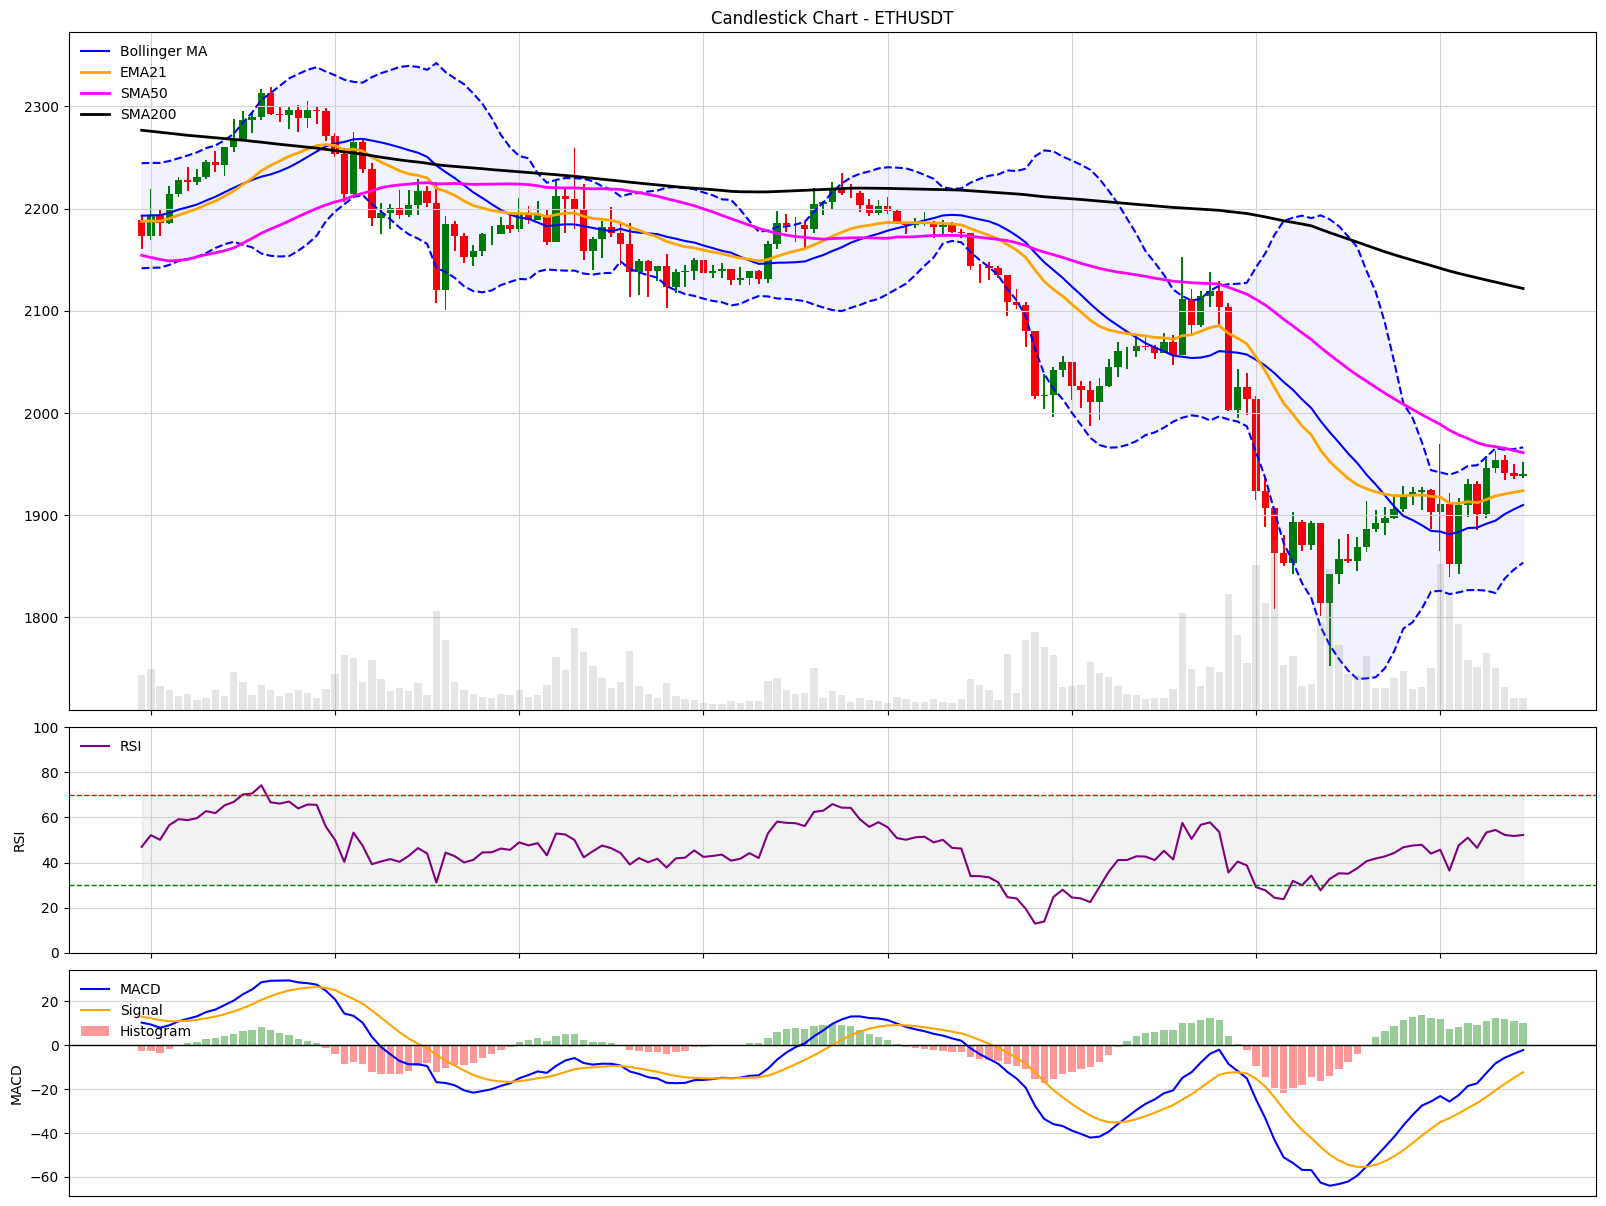 Candlestick Chart - ETHUSDT
Bollinger MA
EMA21
SMA50
SMA200
2300
2200
2100
2000
1900
1800
RSI
100
80
60
40
20
0
RSI
MACD
Signal
Histogram
20
0
−20
−40
−60
MACD